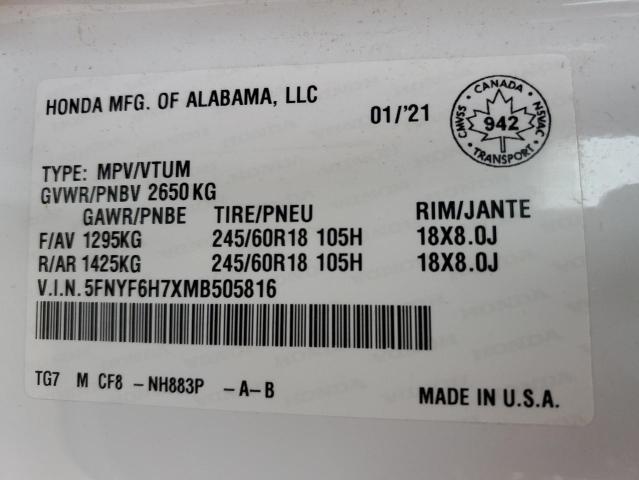 HONDA MFG. OF ALABAMA, LLC
01/'21
CANADA
CMVSS
NSVAC
942
TRANSPORT
TYPE: MPV/VTUM
GVWR/PNBV 2650KG
GAWR/PNBE TIRE/PNEU RIM/JANTE
F/AV 1295KG 245/60R18 105H 18X8.0J
R/AR 1425KG 245/60R18 105H 18X8.0J
V.I.N.5FNYF6H7XMB505816
TG7 M CF8 -NH883P -A-B
MADE IN U.S.A.